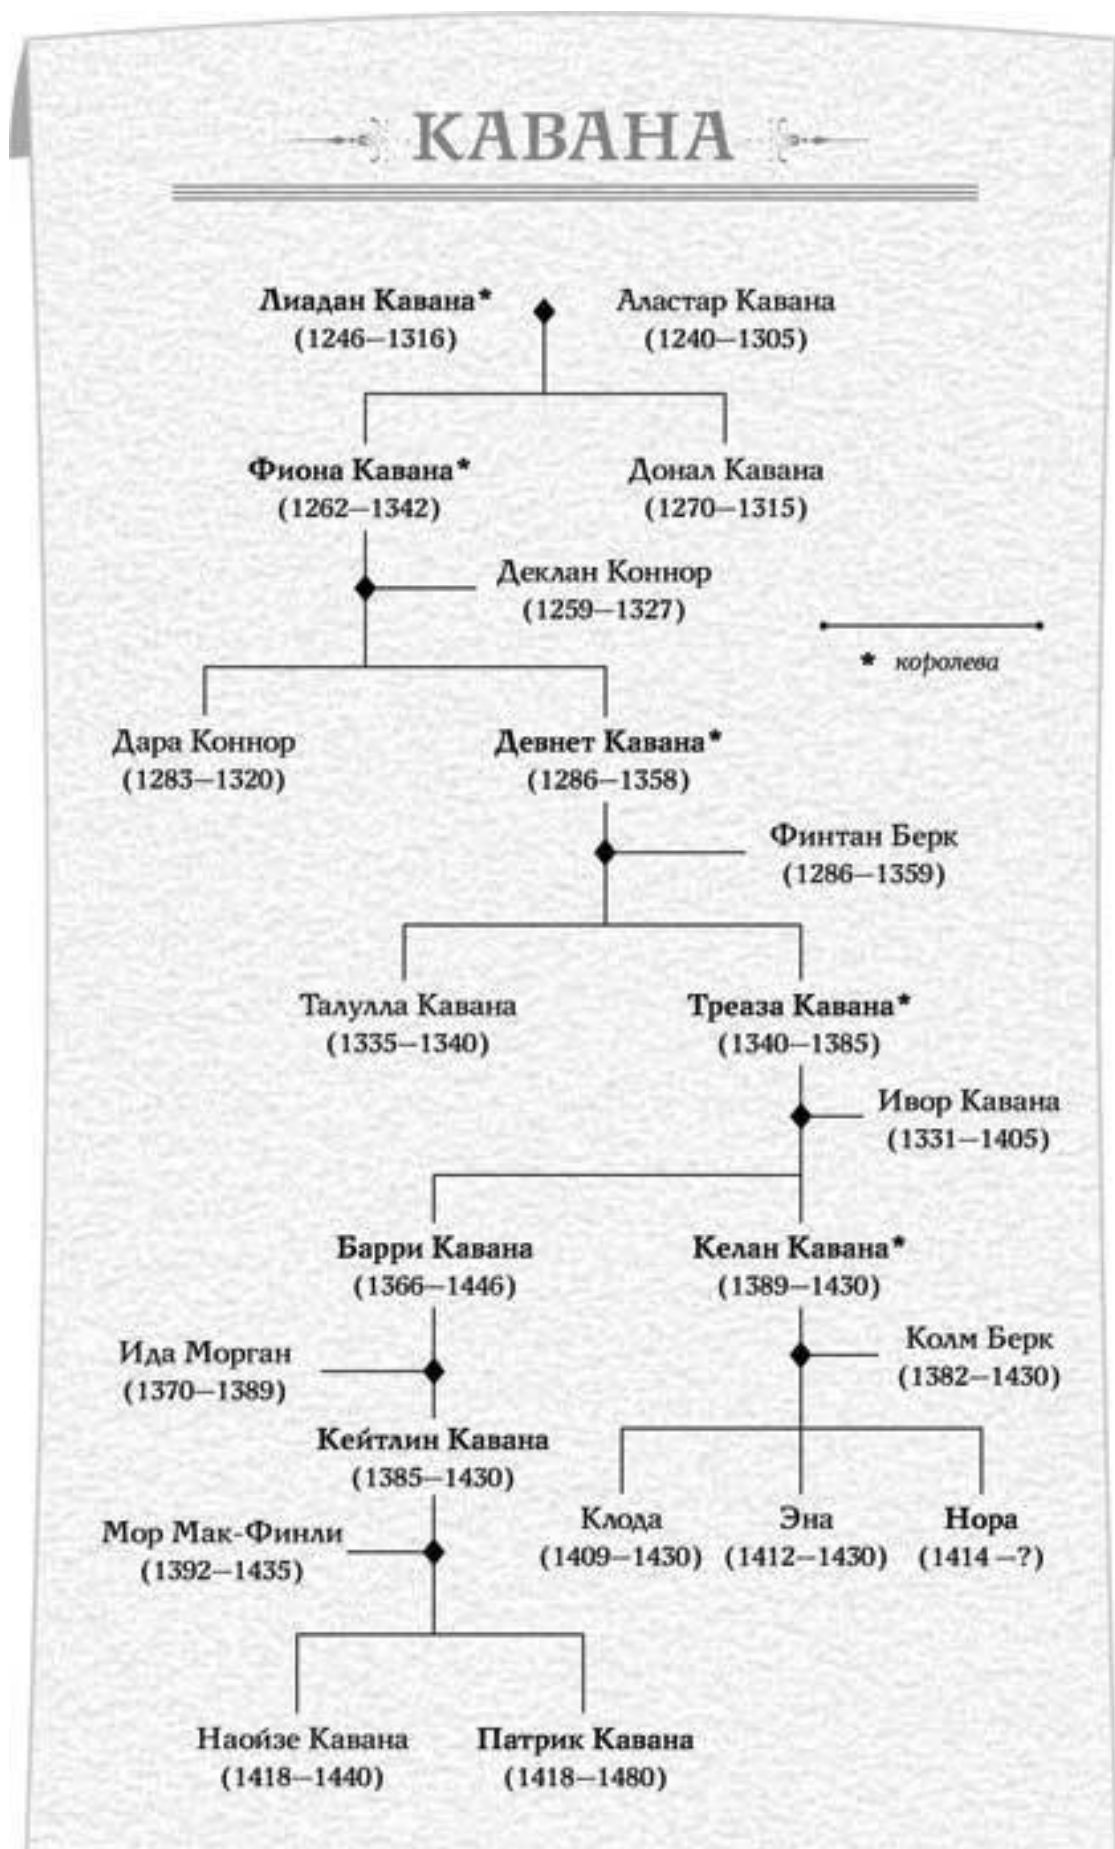 КАВАНА
Лиадан Кавана* Аластар Кавана
(1246—1316) (1240—1305)
Фиона Кавана* Донал Кавана
(1262—1342) (1270—1315)
Деклан Коннор
(1259—1327)
* королева
Дара Коннор Девнет Кавана*
(1283—1320) (1286—1358)
Финтан Берк
(1286—1359)
Талулла Кавана Треаза Кавана*
(1335—1340) (1340—1385)
Ивор Кавана
(1331—1405)
Барри Кавана Келан Кавана*
(1366—1446) (1389—1430)
Ида Морган Колм Берк
(1370—1389) (1382—1430)
Кейтлин Кавана
(1385—1430)
Клода Эна Нора
(1409—1430) (1412—1430) (1414 —?)
Мор Мак-Финли
(1392—1435)
Наойзе Кавана Патрик Кавана
(1418—1440) (1418—1480)